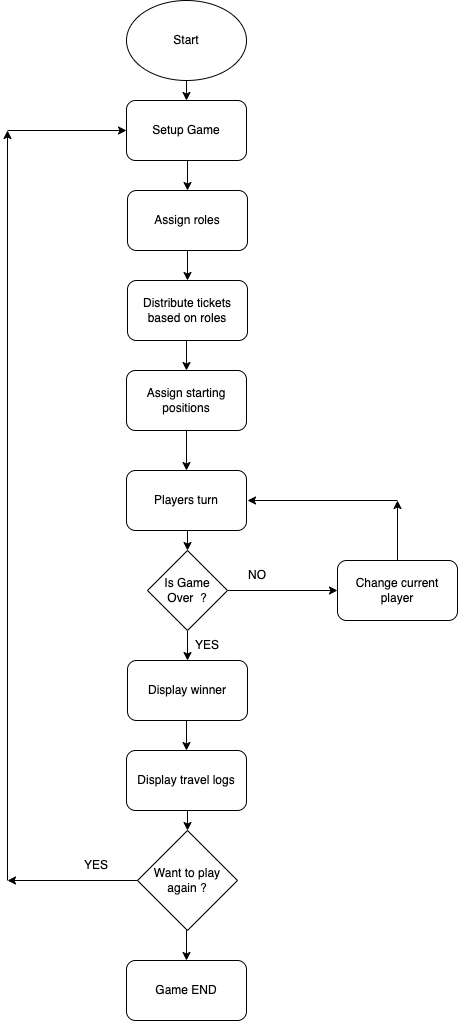 Start
Setup Game
Assign roles
Distribute tickets
based on roles
Assign starting
positions
Players turn
Is Game
Over ?
NO
Change current
player
YES
Display winner
Display travel logs
Want to play
again ?
YES
Game END